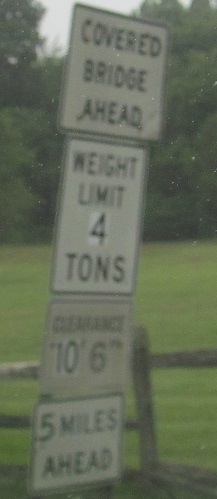 COVERED
BRIDGE
AHEAD
WEIGHT
LIMIT
4
TONS
CLEARANCE
10'6"
5 MILES
AHEAD